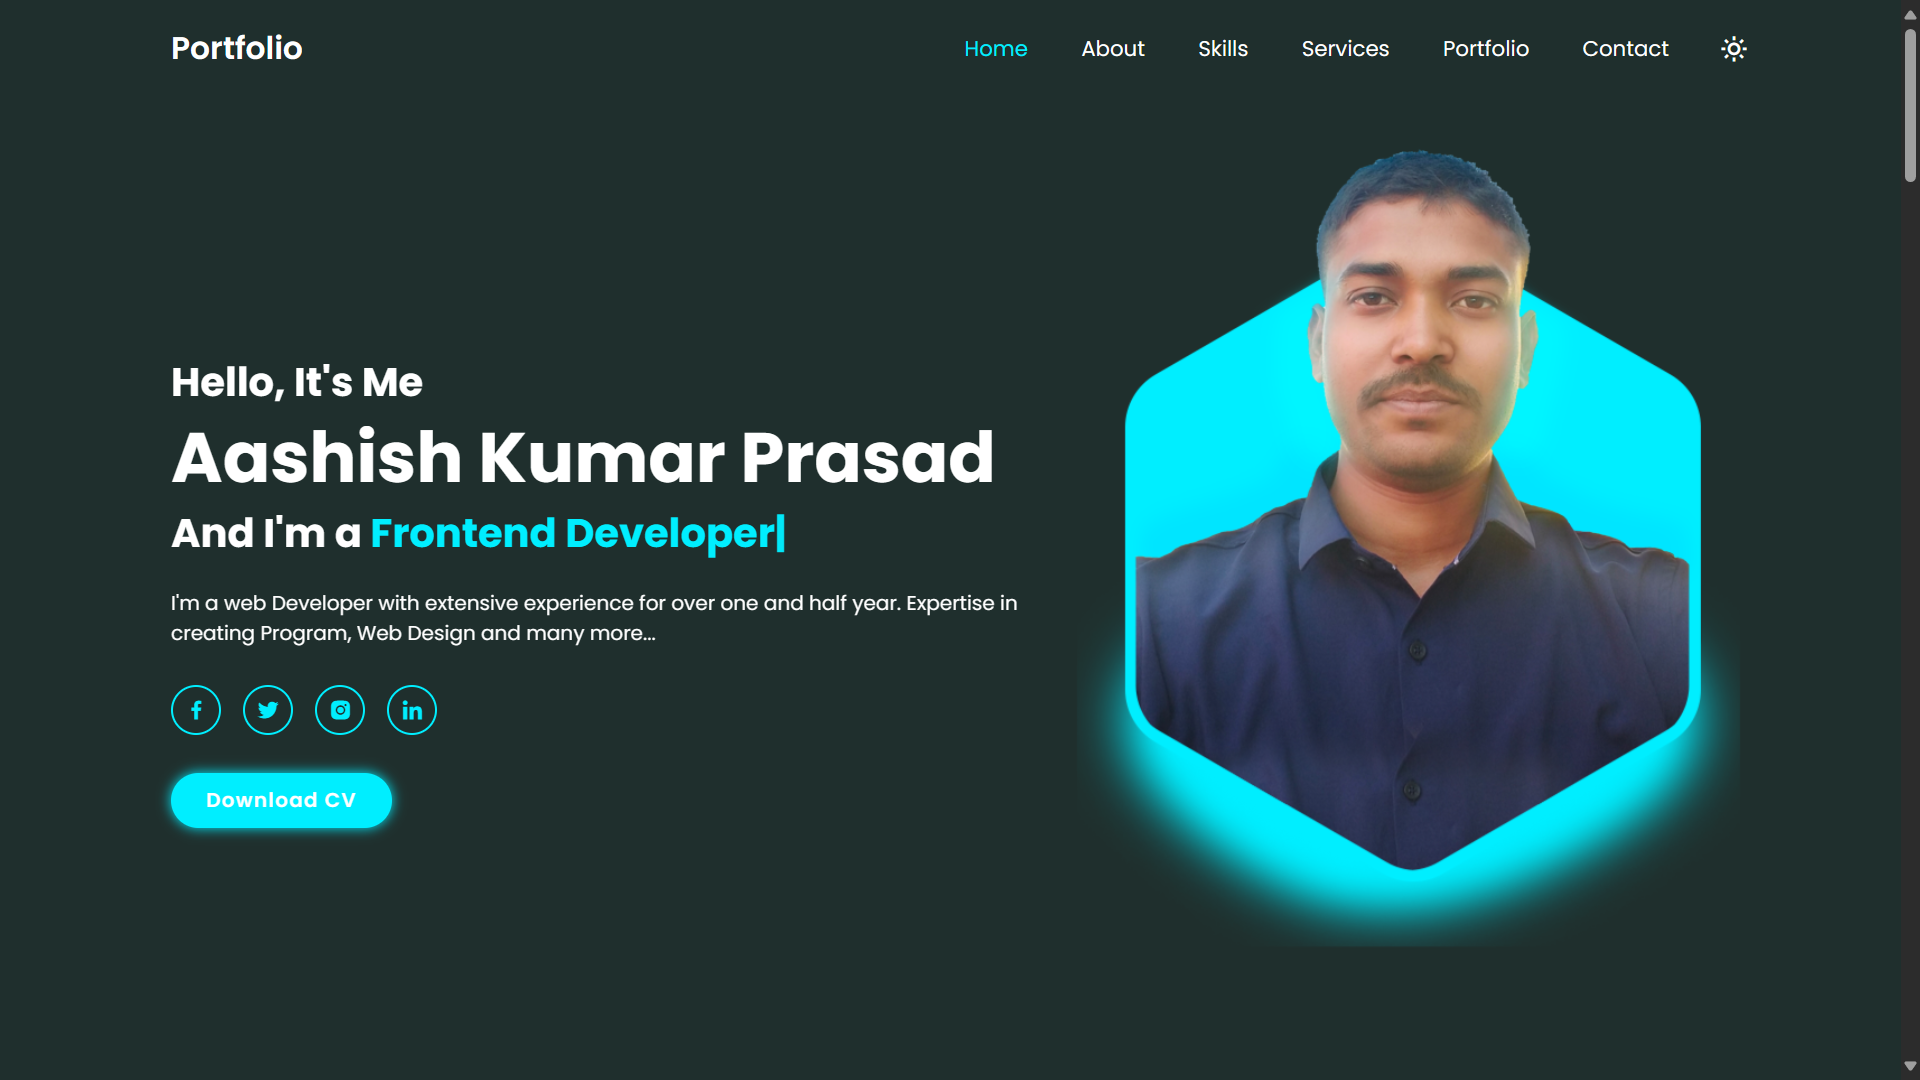 Portfolio
Home About Skills Services Portfolio Contact
Hello, It's Me
Aashish Kumar Prasad
And I'm a Frontend Developer|
I'm a web Developer with extensive experience for over one and half year. Expertise in
creating Program, Web Design and many more...
Download CV